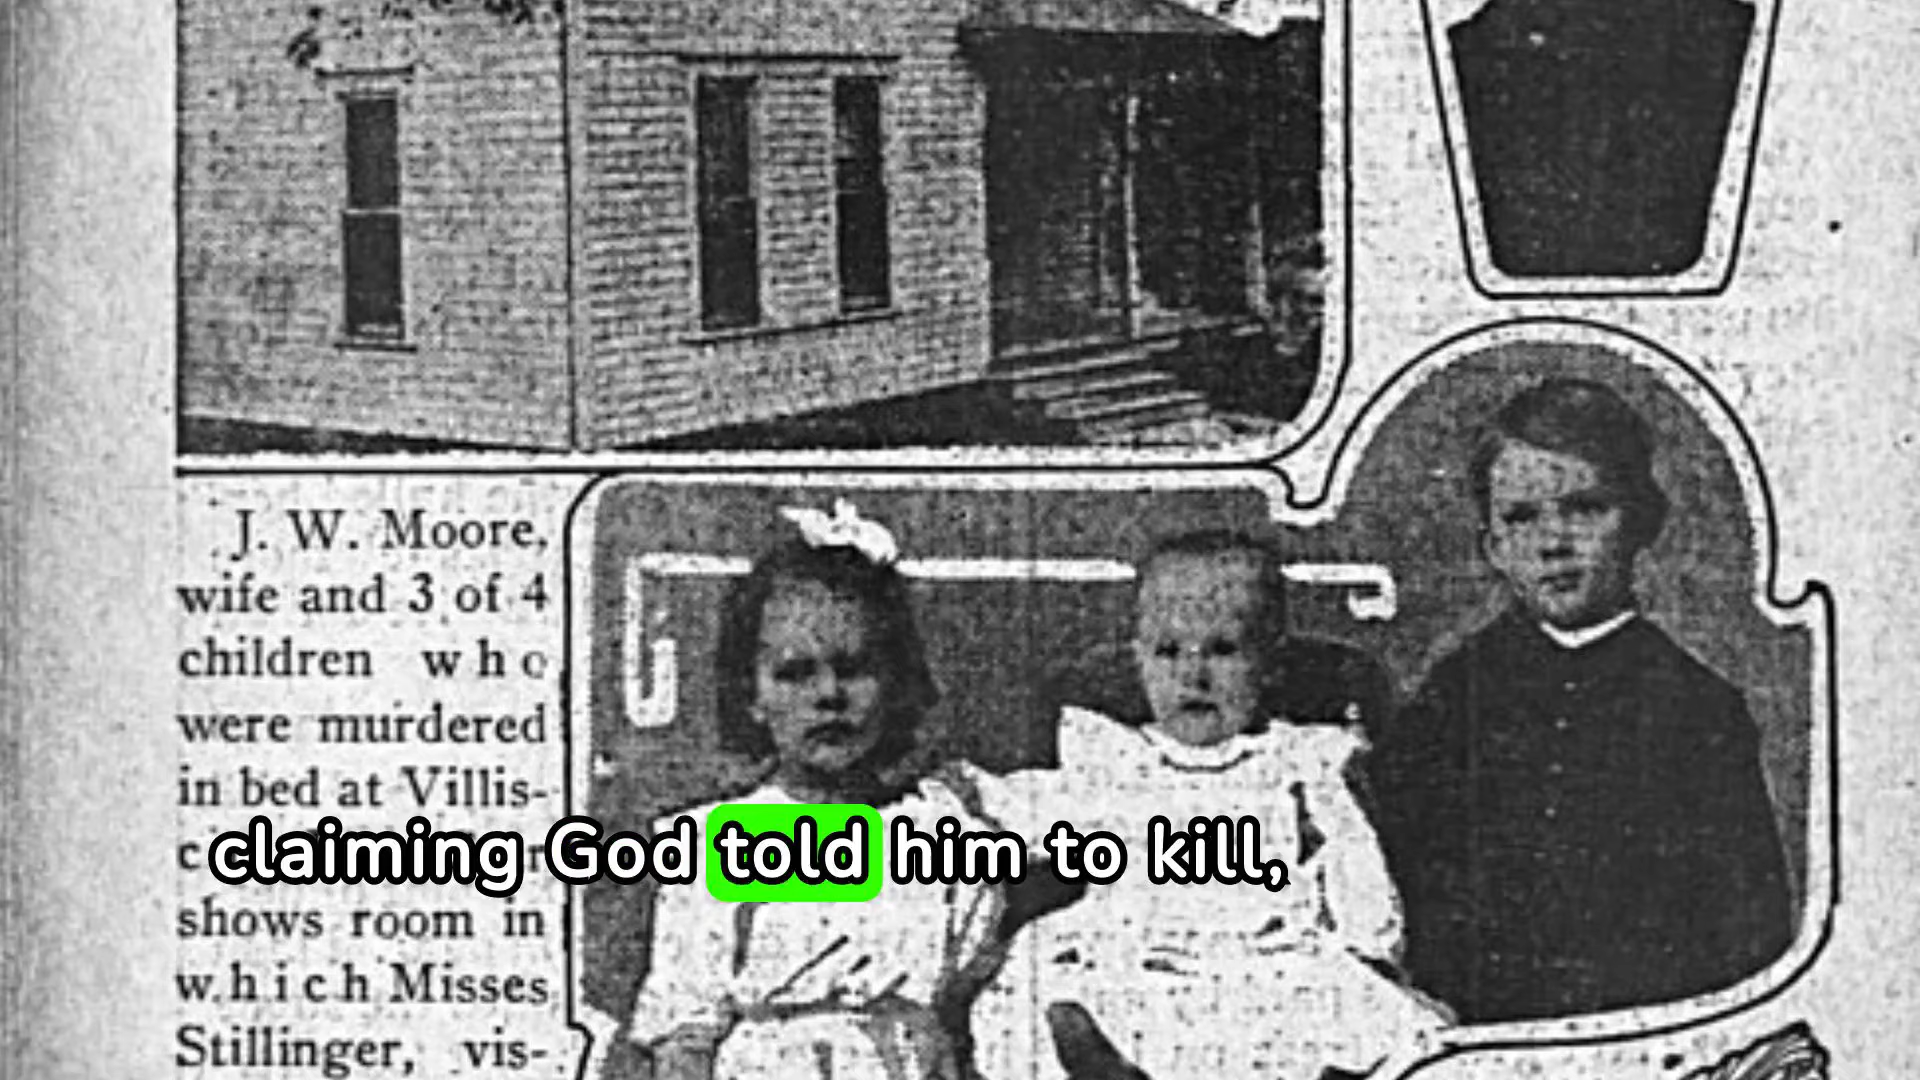 J. W. Moore,
wife and 3 of 4
children who
were murdered
in bed at Villis-
shows room in
which Misses
Stillinger, vis-
claiming God told him to kill,